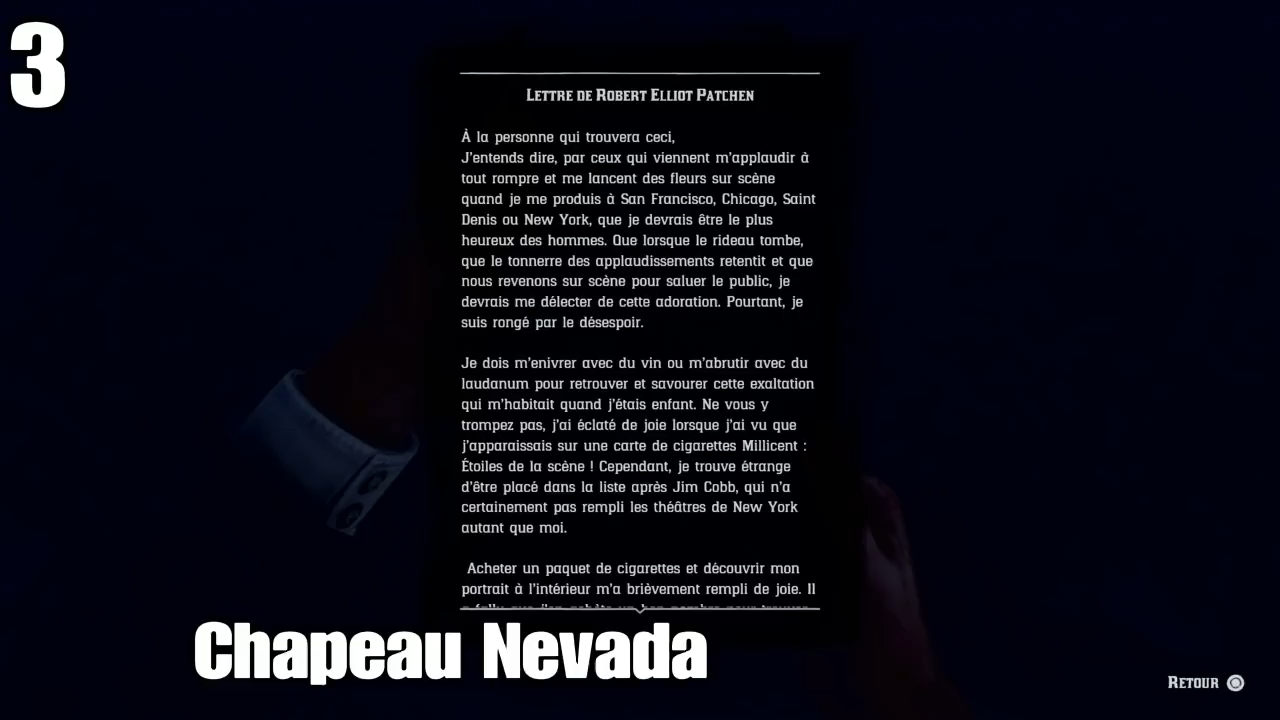 3
LETTRE DE ROBERT ELLIOT PATCHEN
À la personne qui trouvera ceci,
J'entends dire, par ceux qui viennent m'applaudir à
tout rompre et me lancent des fleurs sur scène
quand je me produis à San Francisco, Chicago, Saint
Denis ou New York, que je devrais être le plus
heureux des hommes. Que lorsque le rideau tombe,
que le tonnerre des applaudissements retentit et que
nous revenons sur scène pour saluer le public, je
devrais me délecter de cette adoration. Pourtant, je
suis rongé par le désespoir.
Je dois m'enivrer avec du vin ou m'abrutir avec du
laudanum pour retrouver et savourer cette exaltation
qui m'habitait quand j'étais enfant. Ne vous y
trompez pas, j'ai éclaté de joie lorsque j'ai vu que
j'apparaissais sur une carte de cigarettes Millicent :
Étoiles de la scène ! Cependant, je trouve étrange
d'être placé dans la liste après Jim Cobb, qui n'a
certainement pas rempli les théâtres de New York
autant que moi.
Acheter un paquet de cigarettes et découvrir mon
portrait à l'intérieur m'a brièvement rempli de joie. Il
Chapeau Nevada
RETOUR